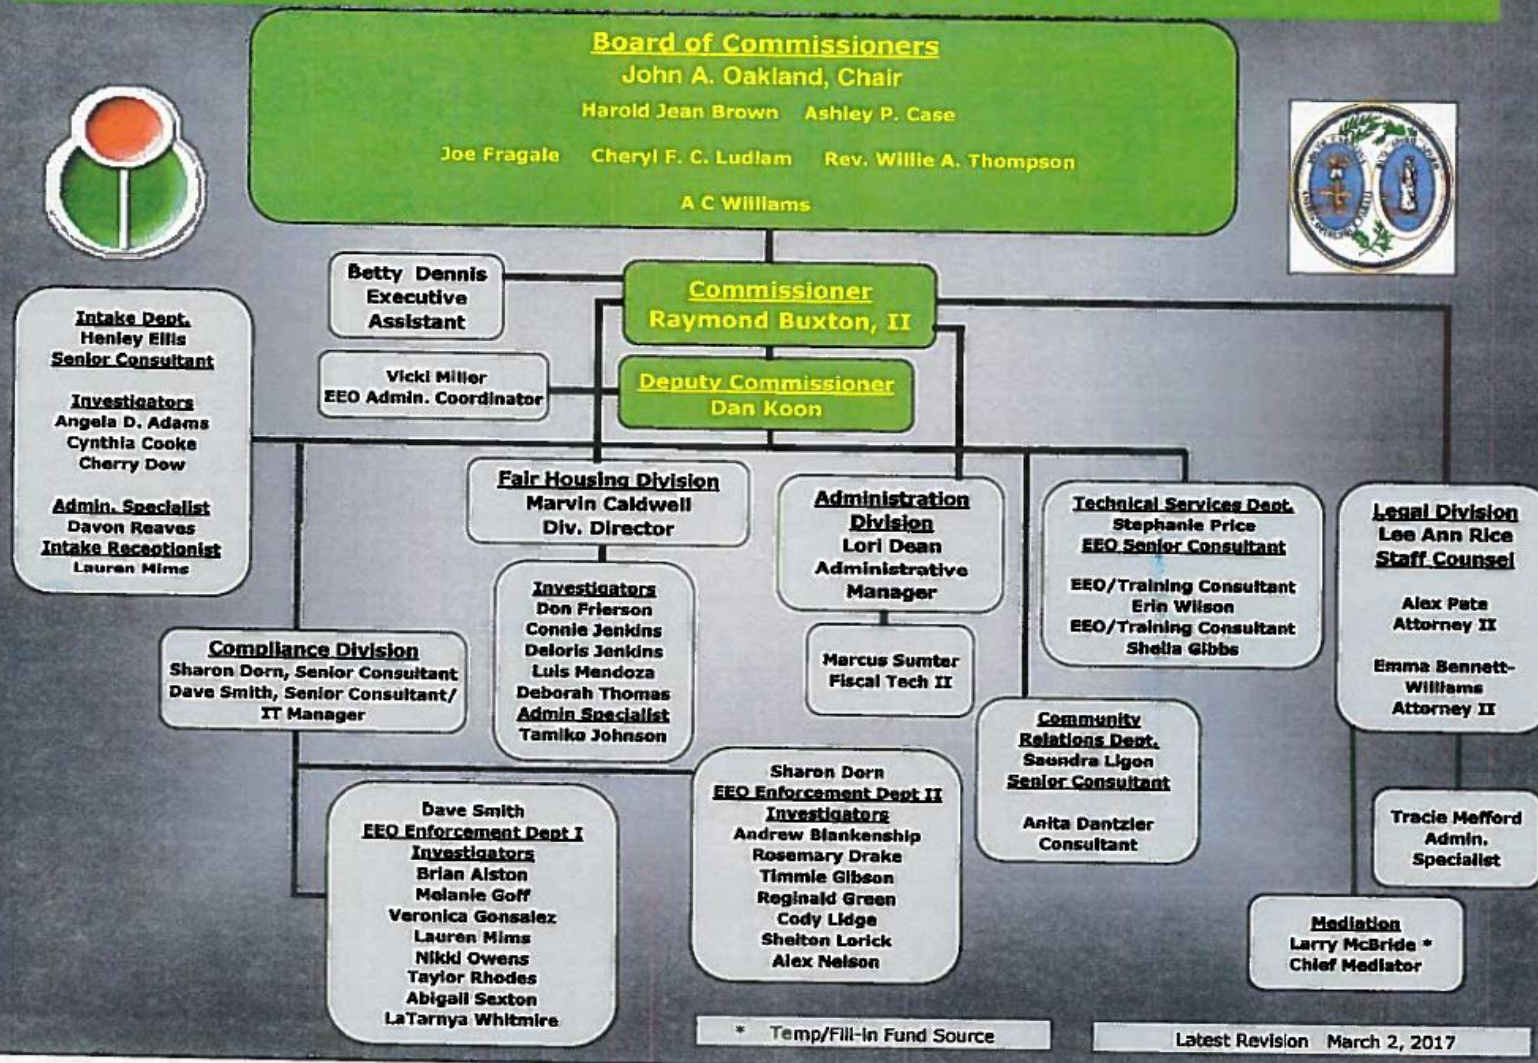 Board of Commissioners
John A. Oakland, Chair
Harold Jean Brown Ashley P. Case
Joe Fragale Cheryl F. C. Ludlam Rev. Willie A. Thompson
A C Williams
Betty Dennis
Executive
Assistant
Commissioner
Raymond Buxton, II
Vicki Miller
EEO Admin. Coordinator
Deputy Commissioner
Dan Koon
Intake Dept.
Henley Ellis
Senior Consultant
Investigators
Angela D. Adams
Cynthia Cooke
Cherry Dow
Admin. Specialist
Davon Reaves
Intake Receptionist
Lauren Mims
Fair Housing Division
Marvin Caldwell
Div. Director
Investigators
Don Frierson
Connie Jenkins
Deloris Jenkins
Luis Mendoza
Deborah Thomas
Admin Specialist
Tamiko Johnson
Administration
Division
Lori Dean
Administrative
Manager
Marcus Sumter
Fiscal Tech II
Technical Services Dept.
Stephanie Price
EEO Senior Consultant
EEO/Training Consultant
Erin Wilson
EEO/Training Consultant
Sheila Gibbs
Legal Division
Lee Ann Rice
Staff Counsel
Alex Pate
Attorney II
Emma Bennett-
Williams
Attorney II
Compliance Division
Sharon Dorn, Senior Consultant
Dave Smith, Senior Consultant/
IT Manager
Community
Relations Dept.
Saundra Ligon
Senior Consultant
Anita Dantzler
Consultant
Dave Smith
EEO Enforcement Dept I
Investigators
Brian Alston
Melanie Goff
Veronica Gonsalez
Lauren Mims
Nikki Owens
Taylor Rhodes
Abigail Sexton
LaTarnya Whitmire
Sharon Dorn
EEO Enforcement Dept II
Investigators
Andrew Blankenship
Rosemary Drake
Timmie Gibson
Reginald Green
Cody Lidge
Shelton Lorick
Alex Nelson
Tracie Mefford
Admin.
Specialist
Mediation
Larry McBride *
Chief Mediator
* Temp/Fill-in Fund Source
Latest Revision March 2, 2017